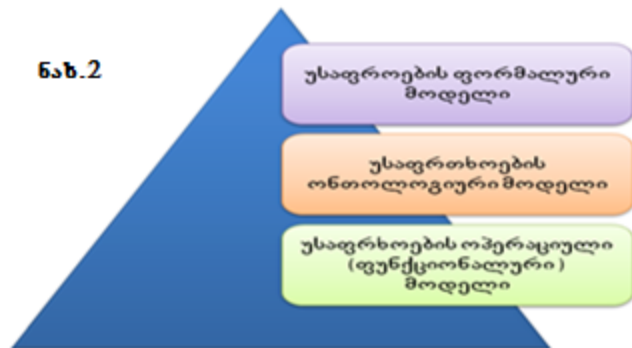 ნახ.2
უსაფროების ფორმალური
მოდელი
უსაფრთხოების
ონთოლოგიური მოდელი
უსაფრხოების ოპერაციული
(ფუნქციონალური )
მოდელი